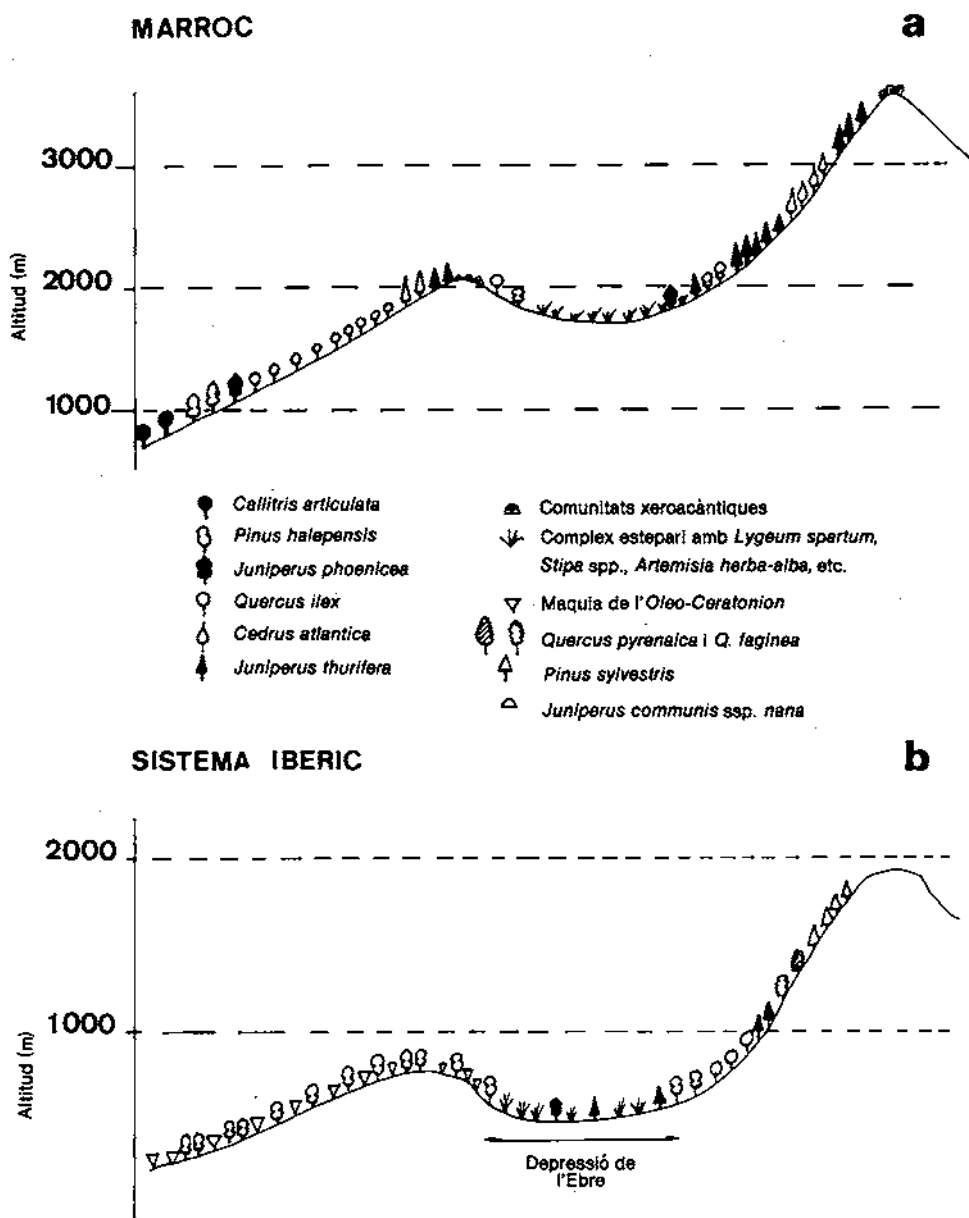 MARROC
a
3000
2000
1000
Altitud (m)
Callitris articulata
Pinus halepensis
Juniperus phoenicea
Quercus ilex
Cedrus atlantica
Juniperus thurifera
Comunitats xeroacàntiques
Complex estepari amb Lygeum spartum,
Stipa spp., Artemisia herba-alba, etc.
Maquia de l'Oleo-Ceratonion
Quercus pyrenaica i Q. faginea
Pinus sylvestris
Juniperus communis ssp. nana
SISTEMA IBERIC
b
2000
1000
Altitud (m)
Depressió de
l'Ebre